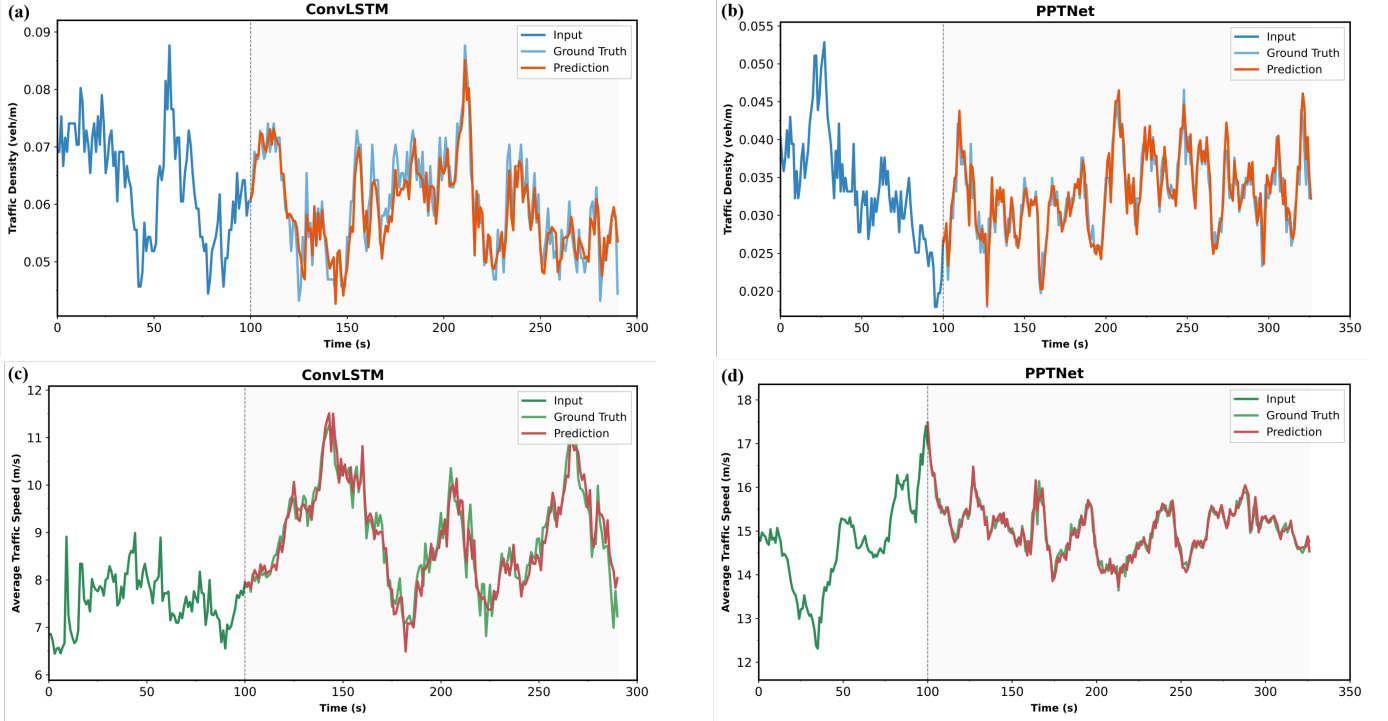 (a)
ConvLSTM
Traffic Density (veh/m)
0.09
0.08
0.07
0.06
0.05
0 50 100 150 200 250 300
Time (s)
Input
Ground Truth
Prediction
(b)
PPTNet
Traffic Density (veh/m)
0.055
0.050
0.045
0.040
0.035
0.030
0.025
0.020
0 50 100 150 200 250 300 350
Time (s)
Input
Ground Truth
Prediction
(c)
ConvLSTM
Average Traffic Speed (m/s)
12
11
10
9
8
7
6
0 50 100 150 200 250 300
Time (s)
Input
Ground Truth
Prediction
(d)
PPTNet
Average Traffic Speed (m/s)
18
17
16
15
14
13
12
0 50 100 150 200 250 300 350
Time (s)
Input
Ground Truth
Prediction